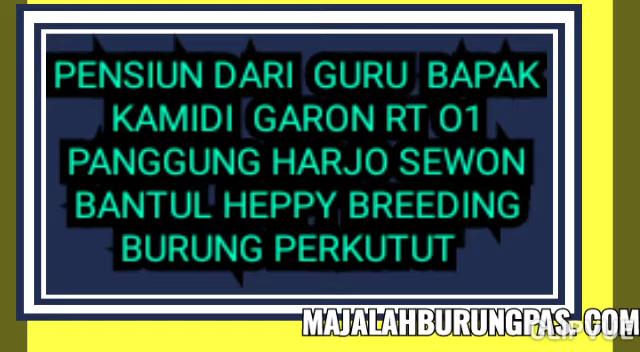 PENSIUN DARI GURU BAPAK
KAMIDI GARON RT 01
PANGGUNG HARJO SEWON
BANTUL HEPPY BREEDING
BURUNG PERKUTUT
MAJALAHBURUNGPAS.COM